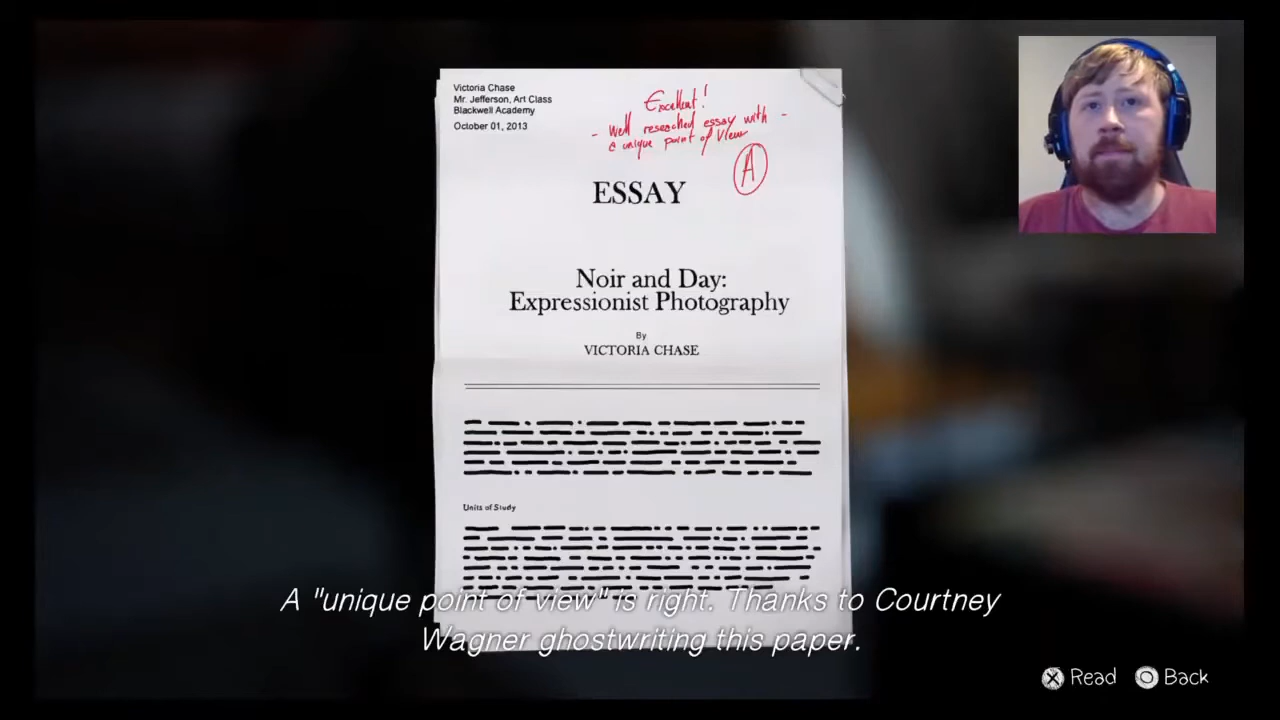 Victoria Chase
Mr. Jefferson, Art Class
Blackwell Academy
October 01, 2013
Excellent!
- Well reseached essay with -
a unique point of View
A
ESSAY
Noir and Day:
Expressionist Photography
By
VICTORIA CHASE
Units of Study
A "unique point of view" is right. Thanks to Courtney
Wagner ghostwriting this paper.
Read
Back